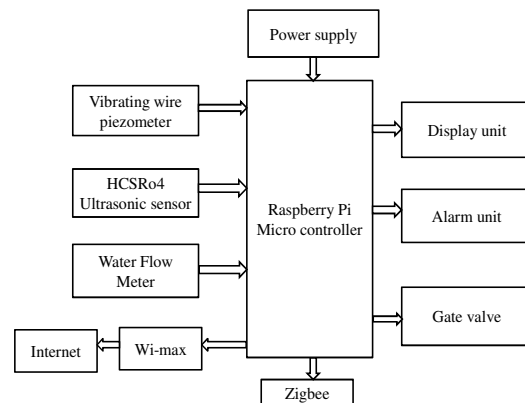 Power supply
Vibrating wire
piezometer
Display unit
HCSRo4
Ultrasonic sensor
Raspberry Pi
Micro controller
Alarm unit
Water Flow
Meter
Gate valve
Internet
Wi-max
Zigbee